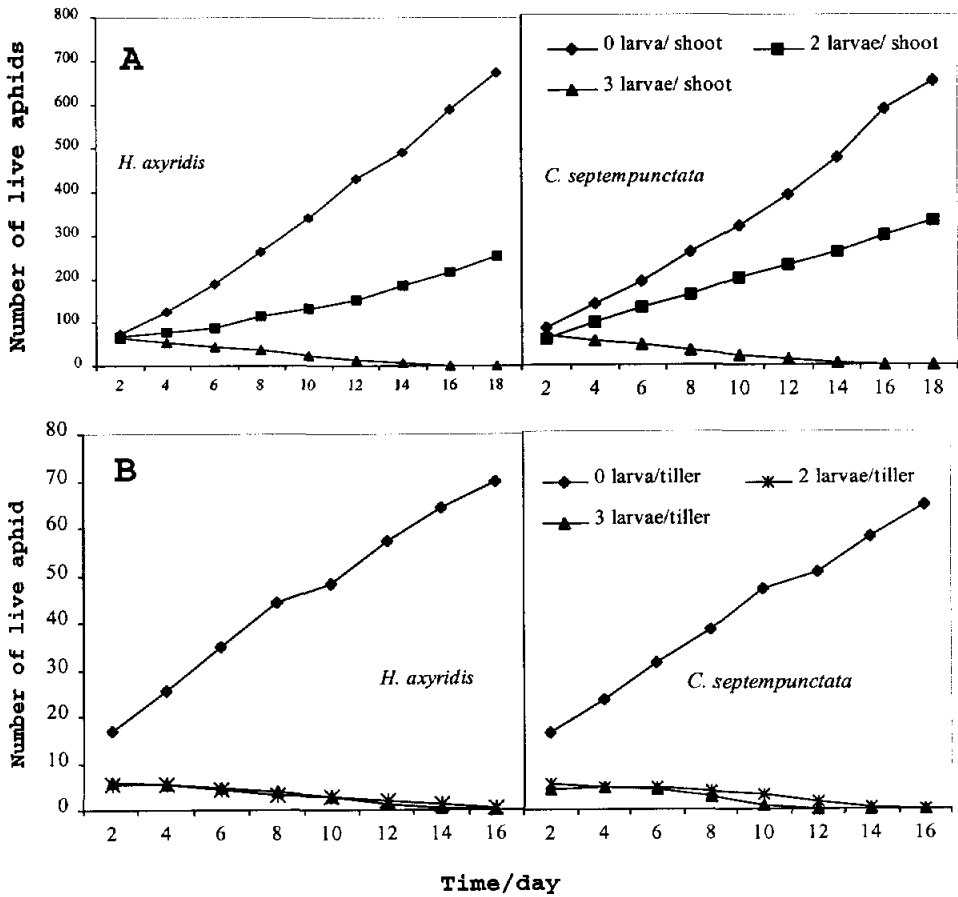 A
Number of live aphids
800
700
600
500
400
300
200
100
0
H. axyridis
2 4 6 8 10 12 14 16 18
0 larva/ shoot
2 larvae/ shoot
3 larvae/ shoot
C. septempunctata
2 4 6 8 10 12 14 16 18
B
Number of live aphid
80
70
60
50
40
30
20
10
0
H. axyridis
2 4 6 8 10 12 14 16
0 larva/tiller
2 larvae/tiller
3 larvae/tiller
C. septempunctata
2 4 6 8 10 12 14 16
Time/day